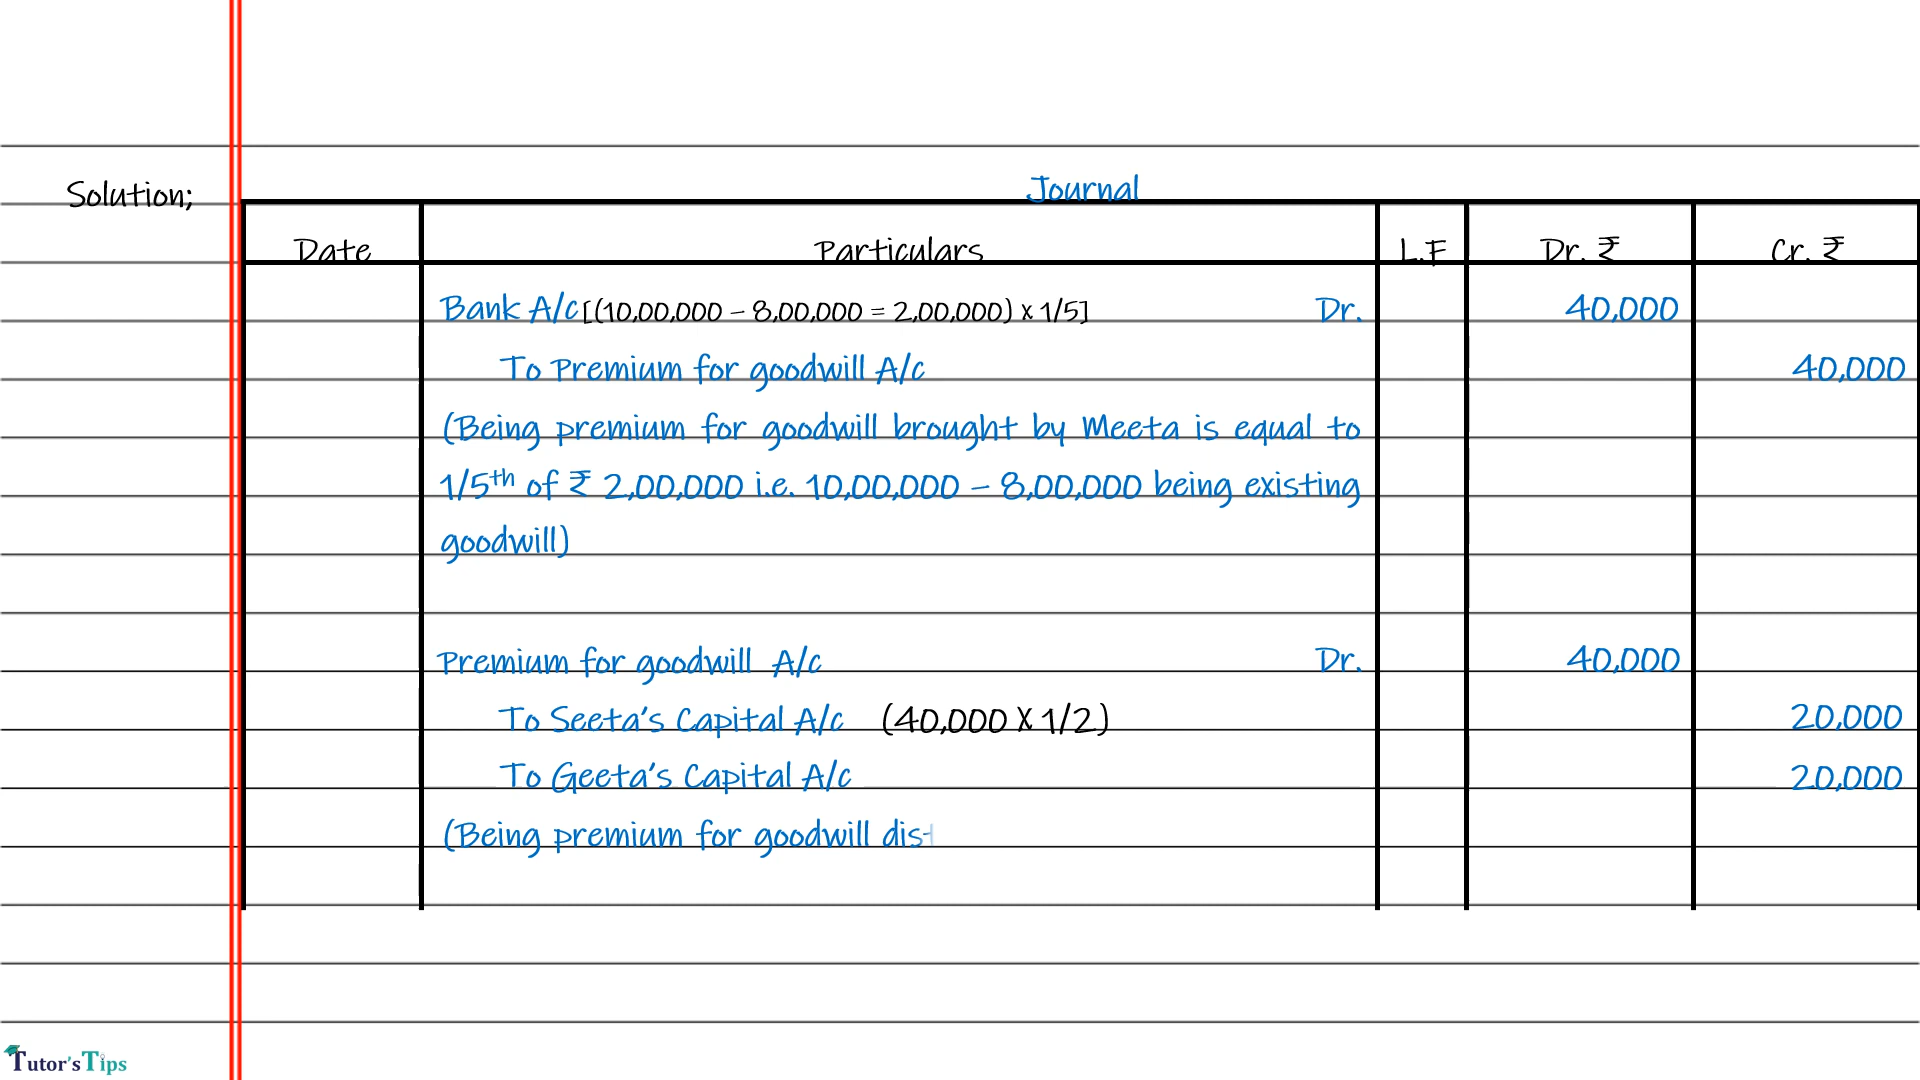 Solution;
Journal
Date Particulars L.F Dr. ₹ Cr. ₹
Bank A/c [(10,00,000 – 8,00,000 = 2,00,000) x 1/5] Dr. 40,000
To Premium for goodwill A/c 40,000
(Being premium for goodwill brought by Meeta is equal to
1/5th of ₹ 2,00,000 i.e. 10,00,000 – 8,00,000 being existing
goodwill)
Premium for goodwill A/c Dr. 40,000
To Seeta's Capital A/c (40,000 X 1/2) 20,000
To Geeta's Capital A/c 20,000
(Being premium for goodwill dist
Tutor'sTips